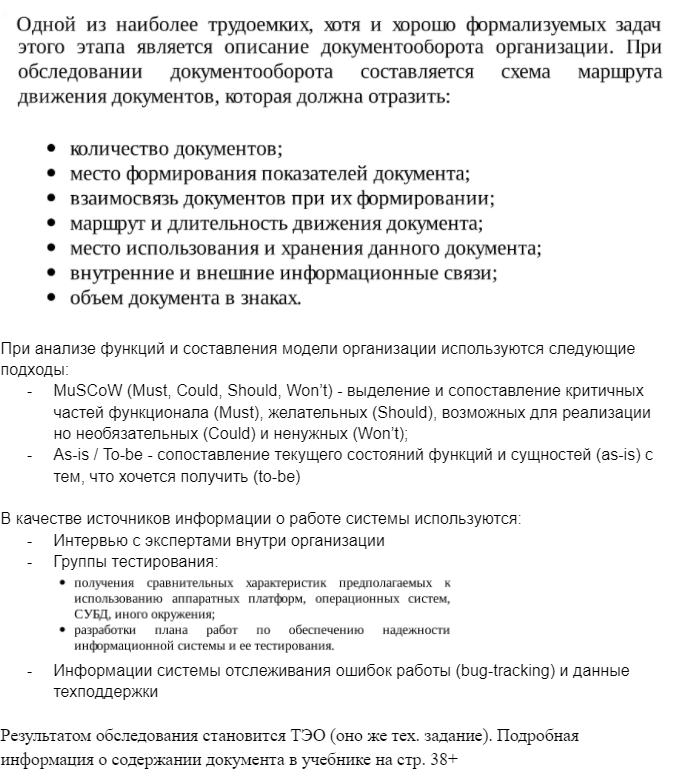 Одной из наиболее трудоемких, хотя и хорошо формализуемых задач
этого этапа является описание документооборота организации. При
обследовании документооборота составляется схема маршрута
движения документов, которая должна отразить:
• количество документов;
• место формирования показателей документа;
• взаимосвязь документов при их формировании;
• маршрут и длительность движения документа;
• место использования и хранения данного документа;
• внутренние и внешние информационные связи;
• объем документа в знаках.
При анализе функций и составления модели организации используются следующие
подходы:
- MuSCoW (Must, Could, Should, Won't) - выделение и сопоставление критичных
частей функционала (Must), желательных (Should), возможных для реализации
но необязательных (Could) и ненужных (Won't);
- As-is / To-be - сопоставление текущего состояний функций и сущностей (as-is) с
тем, что хочется получить (to-be)
В качестве источников информации о работе системы используются:
- Интервью с экспертами внутри организации
- Группы тестирования:
• получения сравнительных характеристик предполагаемых к
использованию аппаратных платформ, операционных систем,
СУБД, иного окружения;
• разработки плана работ по обеспечению надежности
информационной системы и ее тестирования.
- Информации системы отслеживания ошибок работы (bug-tracking) и данные
техподдержки
Результатом обследования становится ТЭО (оно же тех. задание). Подробная
информация о содержании документа в учебнике на стр. 38+